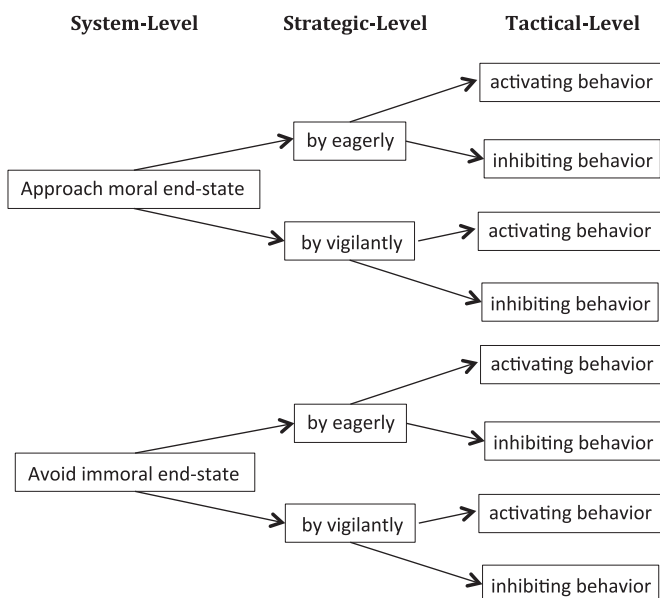 System-Level Strategic-Level Tactical-Level
activating behavior
by eagerly
inhibiting behavior
Approach moral end-state
activating behavior
by vigilantly
inhibiting behavior
activating behavior
by eagerly
inhibiting behavior
Avoid immoral end-state
activating behavior
by vigilantly
inhibiting behavior